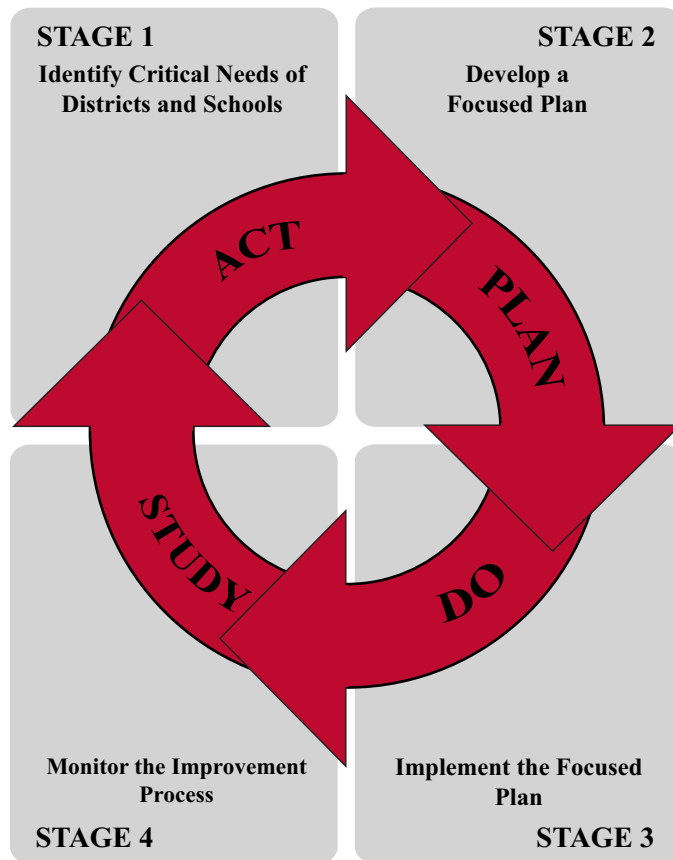 STAGE 1
Identify Critical Needs of
Districts and Schools
STAGE 2
Develop a
Focused Plan
ACT
PLAN
STUDY
DO
Monitor the Improvement
Process
STAGE 4
Implement the Focused
Plan
STAGE 3